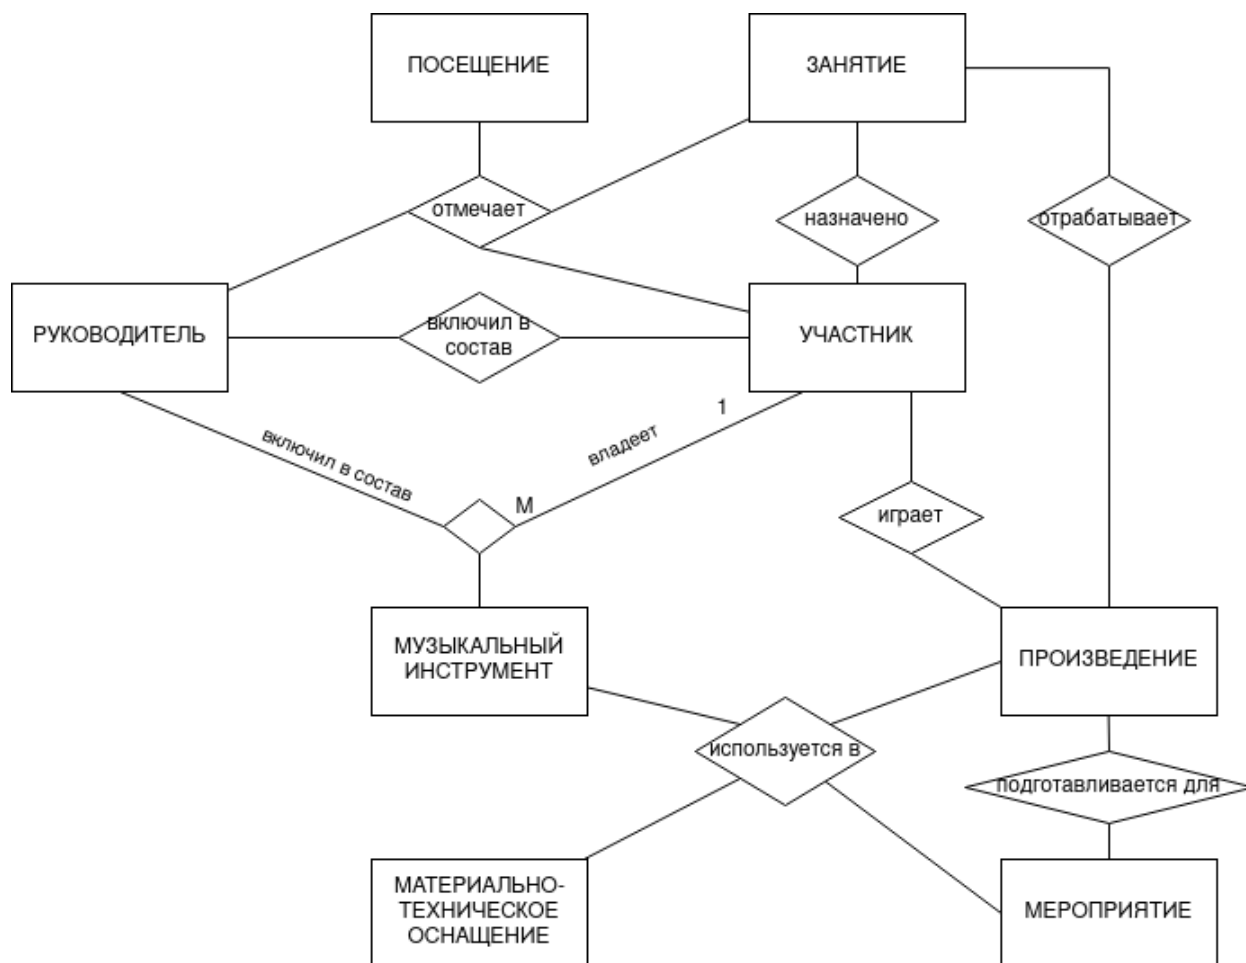 ПОСЕЩЕНИЕ
ЗАНЯТИЕ
отмечает
назначено
отрабатывает
РУКОВОДИТЕЛЬ
включил в
состав
УЧАСТНИК
1
владеет
включил в состав
М
играет
МУЗЫКАЛЬНЫЙ
ИНСТРУМЕНТ
ПРОИЗВЕДЕНИЕ
используется в
подготавливается для
МАТЕРИАЛЬНО-
ТЕХНИЧЕСКОЕ
ОСНАЩЕНИЕ
МЕРОПРИЯТИЕ